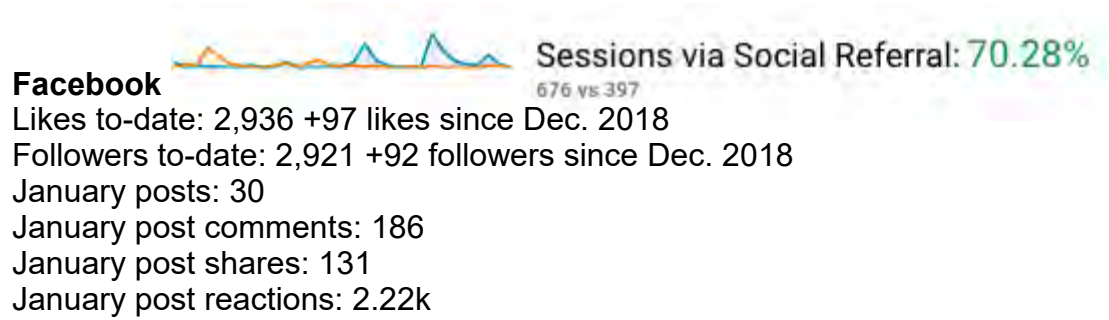 Sessions via Social Referral: 70.28%
676 vs 397
Facebook
Likes to-date: 2,936 +97 likes since Dec. 2018
Followers to-date: 2,921 +92 followers since Dec. 2018
January posts: 30
January post comments: 186
January post shares: 131
January post reactions: 2.22k